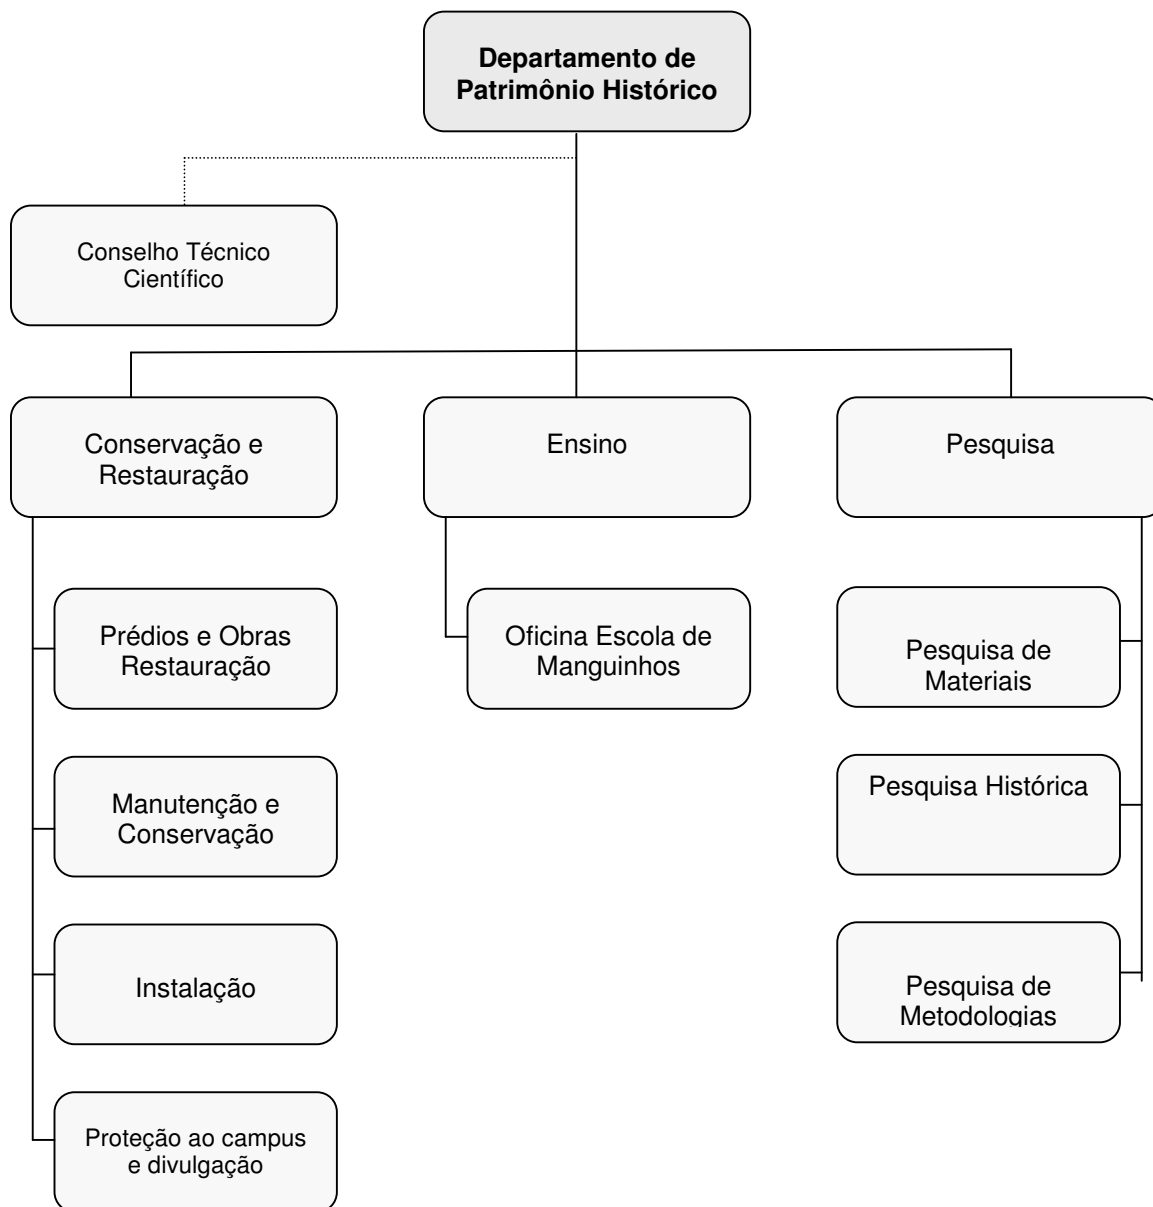 Departamento de
Patrimônio Histórico
Conselho Técnico
Científico
Conservação e
Restauração
Ensino
Pesquisa
Prédios e Obras
Restauração
Oficina Escola de
Manguinhos
Pesquisa de
Materiais
Manutenção e
Conservação
Pesquisa Histórica
Instalação
Pesquisa de
Metodologias
Proteção ao campus
e divulgação